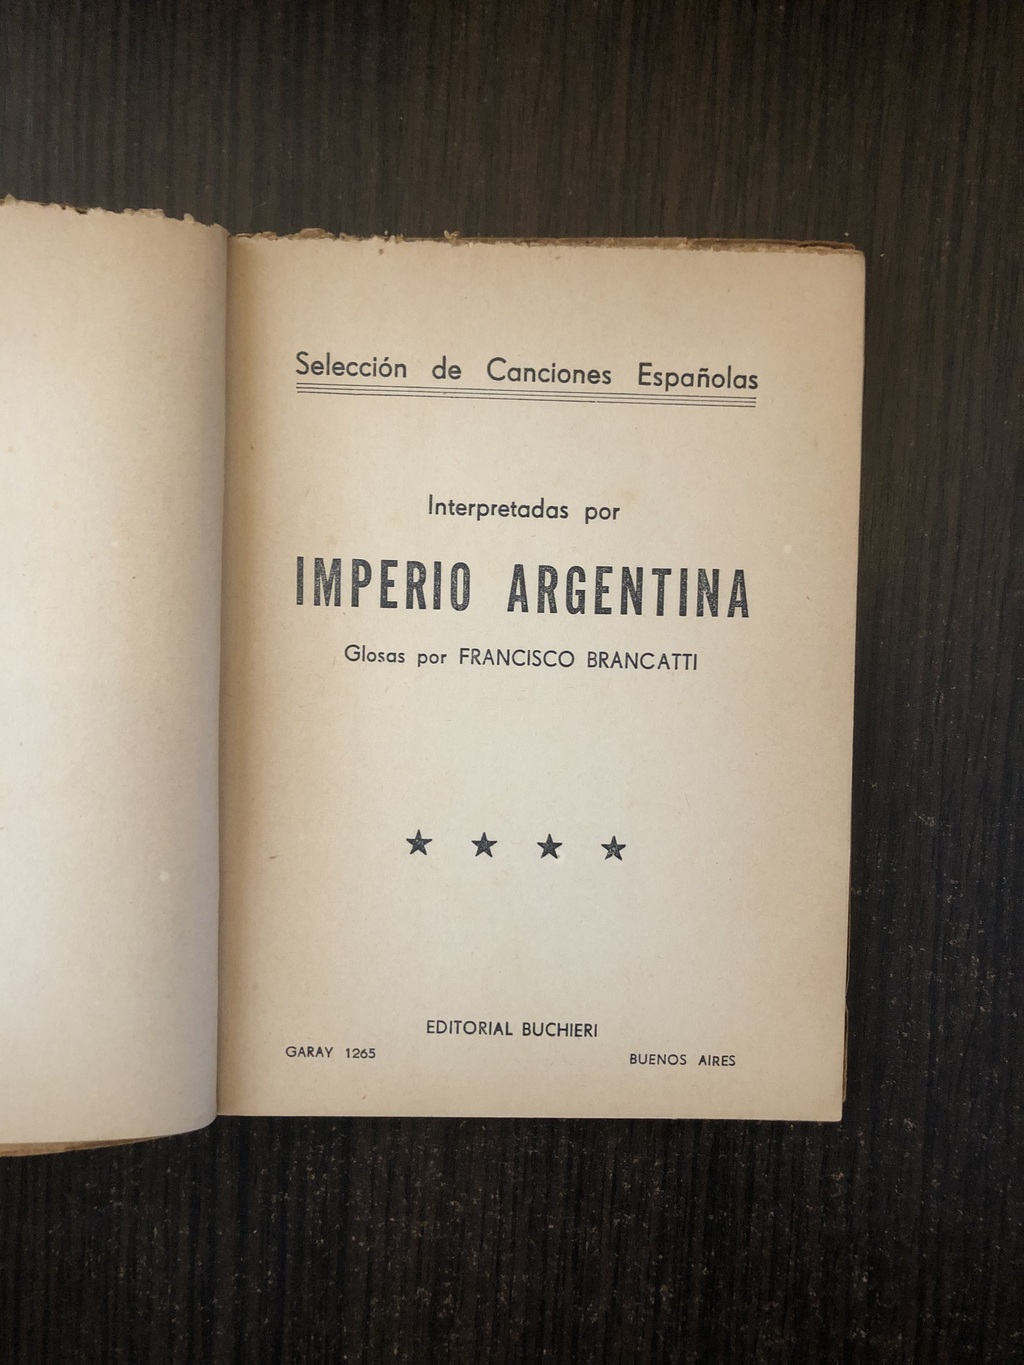 Selección de Canciones Españolas
Interpretadas por
IMPERIO ARGENTINA
Glosas por FRANCISCO BRANCATTI
EDITORIAL BUCHIERI
GARAY 1265 BUENOS AIRES